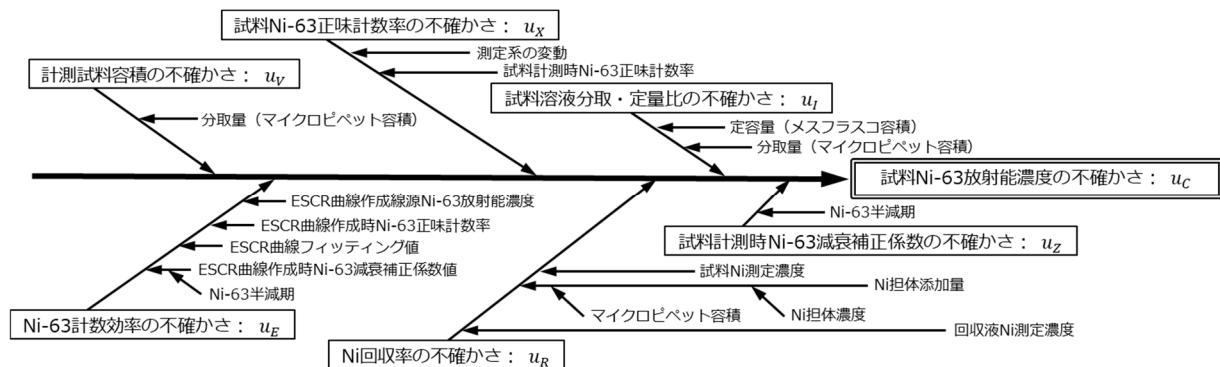 試料Ni-63正味計数率の不確かさ： u_X
測定系の変動
試料計測時Ni-63正味計数率
計測試料容積の不確かさ： u_V
分取量（マイクロピペット容積）
試料溶液分取・定量比の不確かさ： u_I
定容量（メスフラスコ容積）
分取量（マイクロピペット容積）
試料Ni-63放射能濃度の不確かさ： u_C
ESCR曲線作成線源Ni-63放射能濃度
ESCR曲線作成時Ni-63正味計数率
ESCR曲線フィッティング値
ESCR曲線作成時Ni-63減衰補正係数値
Ni-63半減期
Ni-63計数効率の不確かさ： u_E
Ni-63半減期
試料計測時Ni-63減衰補正係数の不確かさ： u_Z
試料Ni測定濃度
Ni担体添加量
マイクロピペット容積
Ni担体濃度
回収液Ni測定濃度
Ni回収率の不確かさ： u_R